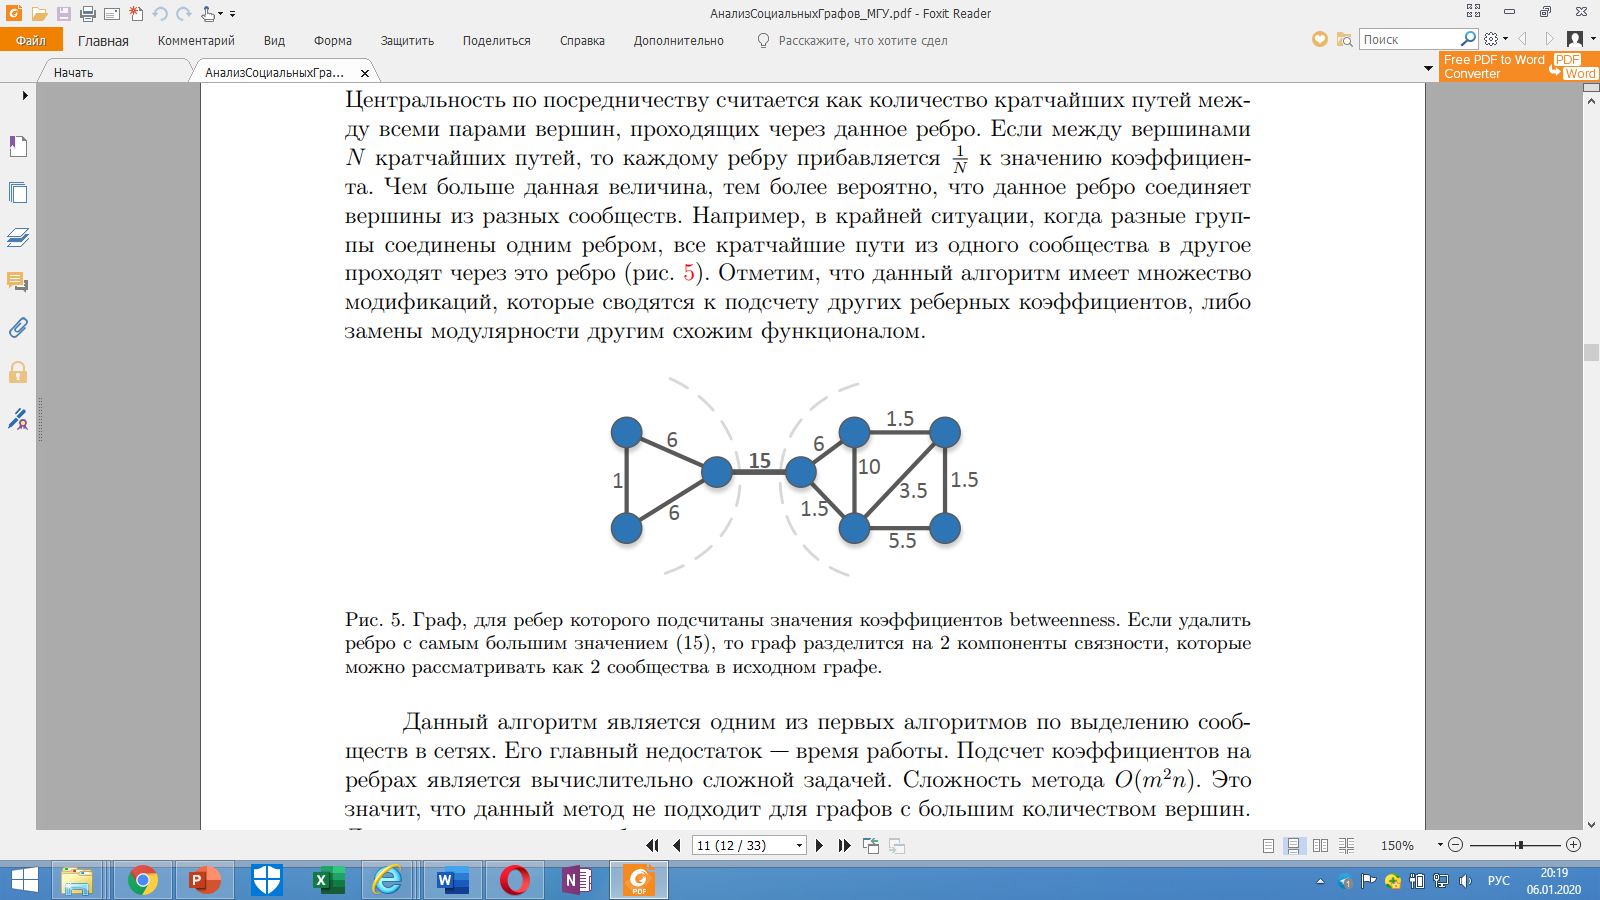 АнализСоциальныхГрафов_МГУ.pdf - Foxit Reader
Файл Главная Комментарий Вид Форма Защитить Поделиться Справка Дополнительно Расскажите, что хотите сдел Поиск
Начать АнализСоциальныхГра... Free PDF to Word Converter PDF Word
Центральность по посредничеству считается как количество кратчайших путей меж-
ду всеми парами вершин, проходящих через данное ребро. Если между вершинами
N кратчайших путей, то каждому ребру прибавляется 1/N к значению коэффициен-
та. Чем больше данная величина, тем более вероятно, что данное ребро соединяет
вершины из разных сообществ. Например, в крайней ситуации, когда разные груп-
пы соединены одним ребром, все кратчайшие пути из одного сообщества в другое
проходят через это ребро (рис. 5). Отметим, что данный алгоритм имеет множество
модификаций, которые сводятся к подсчету других реберных коэффициентов, либо
замены модулярности другим схожим функционалом.
1.5
6 15 6
1 10 1.5
3.5
6 1.5
5.5
Рис. 5. Граф, для ребер которого подсчитаны значения коэффициентов betweenness. Если удалить
ребро с самым большим значением (15), то граф разделится на 2 компоненты связности, которые
можно рассматривать как 2 сообщества в исходном графе.
Данный алгоритм является одним из первых алгоритмов по выделению сооб-
ществ в сетях. Его главный недостаток — время работы. Подсчет коэффициентов на
ребрах является вычислительно сложной задачей. Сложность метода O(m²n). Это
значит, что данный метод не подходит для графов с большим количеством вершин.
11 (12 / 33) 150%
РУС 20:19
06.01.2020